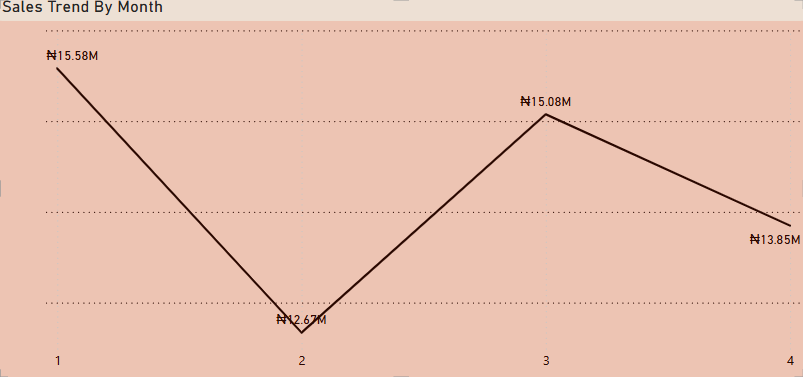 Sales Trend By Month
₦15.58M
₦15.08M
₦13.85M
₦12.67M
1 2 3 4